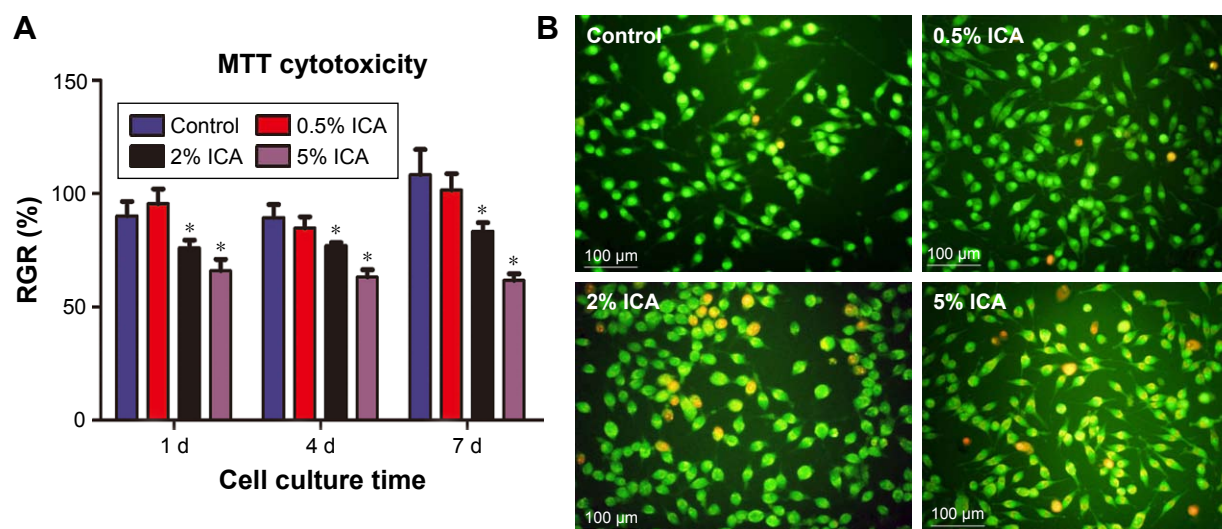 A
MTT cytotoxicity
150
100
50
0
RGR (%)
Control
0.5% ICA
2% ICA
5% ICA
* *
* *
* *
1 d 4 d 7 d
Cell culture time
B
Control
100 µm
0.5% ICA
100 µm
2% ICA
100 µm
5% ICA
100 µm